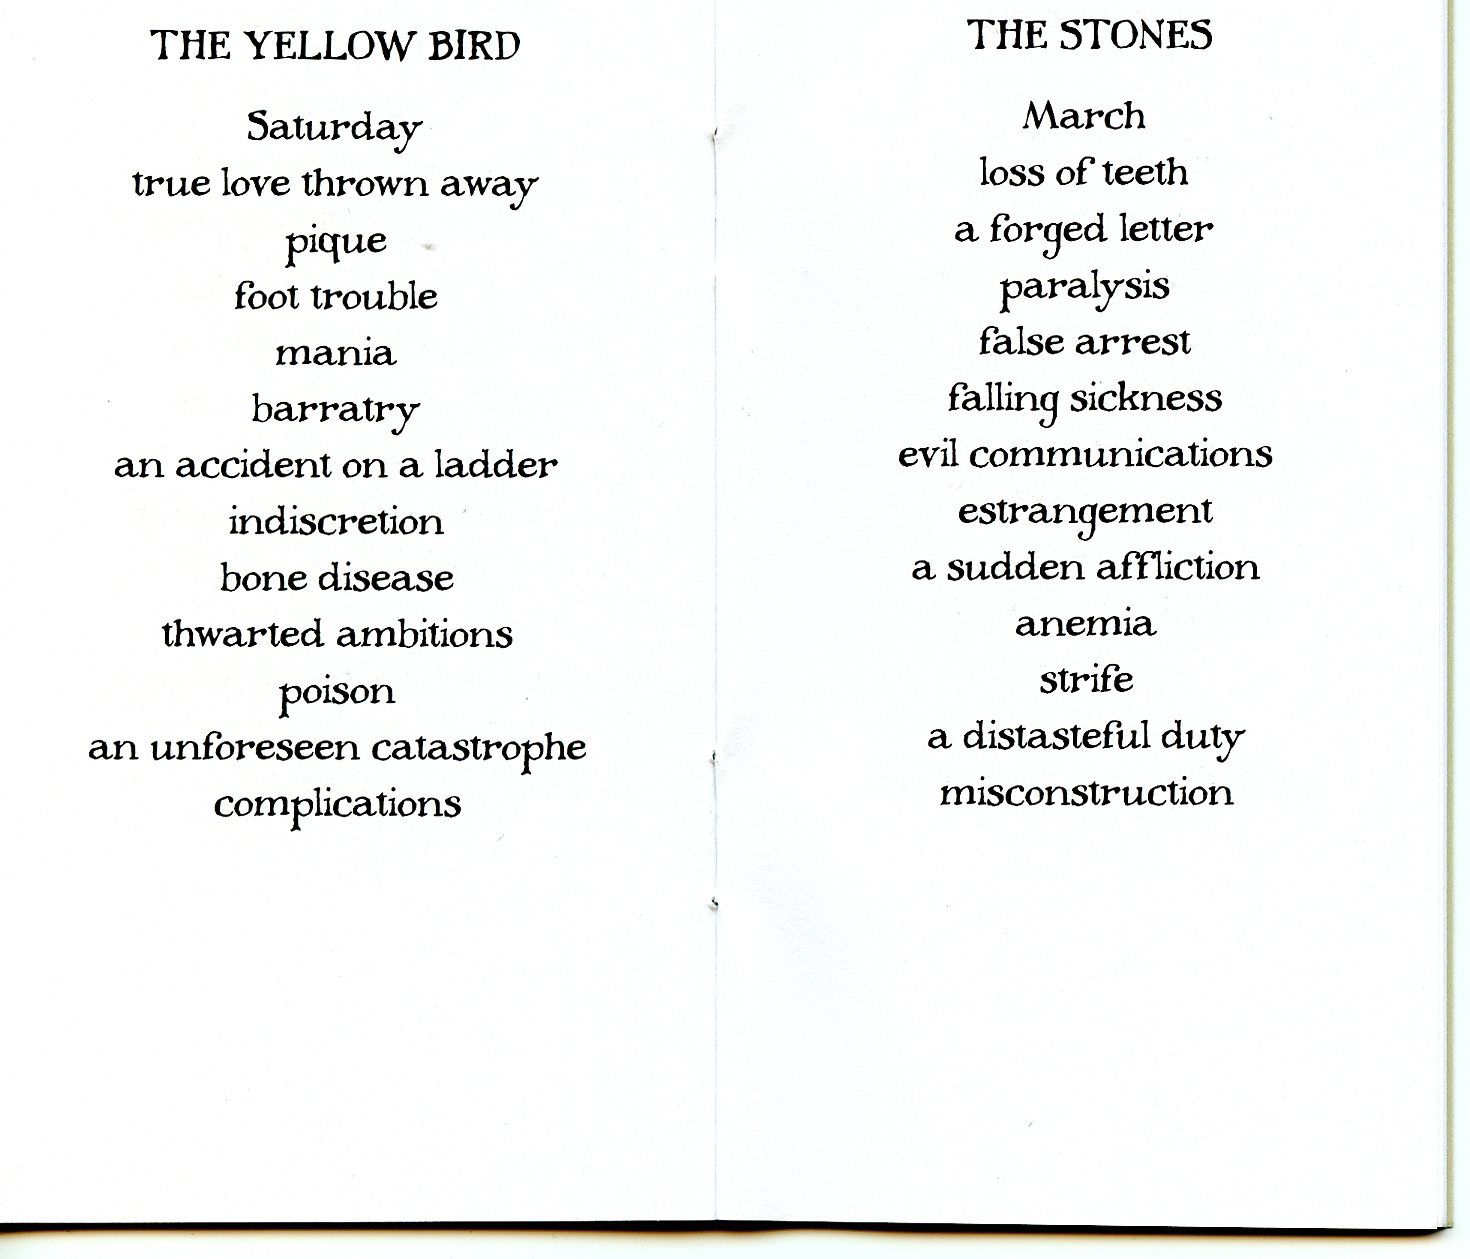 THE YELLOW BIRD
Saturday
true love thrown away
pique
foot trouble
mania
barratry
an accident on a ladder
indiscretion
bone disease
thwarted ambitions
poison
an unforeseen catastrophe
complications
THE STONES
March
loss of teeth
a forged letter
paralysis
false arrest
falling sickness
evil communications
estrangement
a sudden affliction
anemia
strife
a distasteful duty
misconstruction